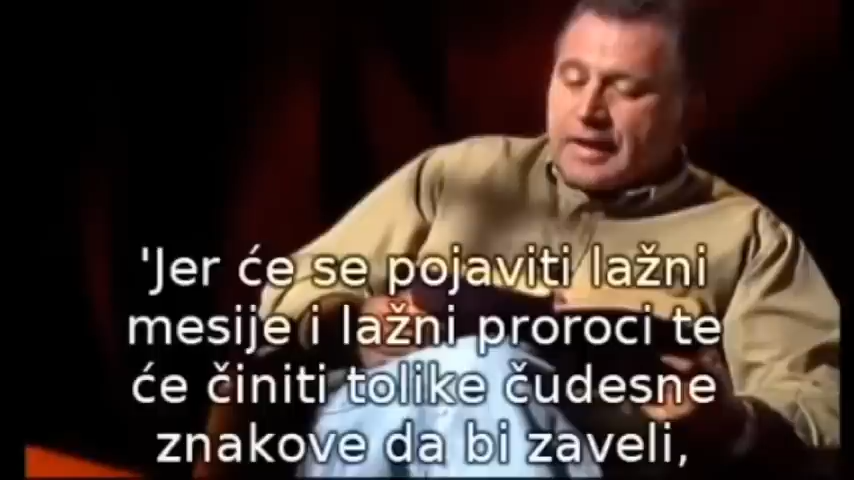 'Jer će se pojaviti lažni
mesije i lažni proroci te
će činiti tolike čudesne
znakove da bi zaveli,